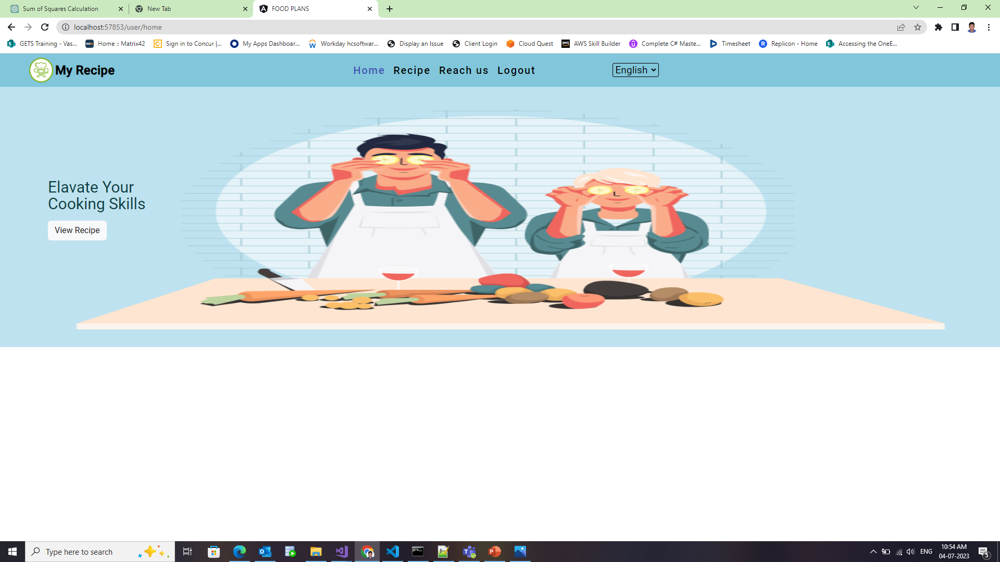 Sum of Squares Calculation
New Tab
FOOD PLANS
localhost:57853/user/home
GETS Training - Vas...
Home :: Matrix42
Sign in to Concur |...
My Apps Dashboar...
Workday hcsoftwar...
Display an Issue
Client Login
Cloud Quest
AWS Skill Builder
Complete C# Maste...
Timesheet
Replicon - Home
Accessing the OneE...
My Recipe
Home
Recipe
Reach us
Logout
English
Elavate Your
Cooking Skills
View Recipe
Type here to search
ENG
10:54 AM
04-07-2023
5